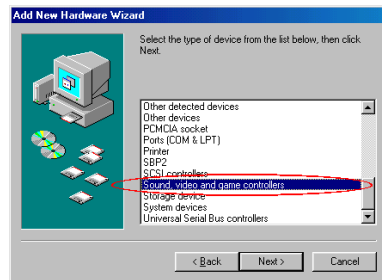 Add New Hardware Wizard
Select the type of device from the list below, then click
Next.
Other detected devices
Other devices
PCMCIA socket
Ports (COM & LPT)
Printer
SBP2
SCSI controllers
Sound, video and game controllers
Storage device
System devices
Universal Serial Bus controllers
< Back
Next >
Cancel